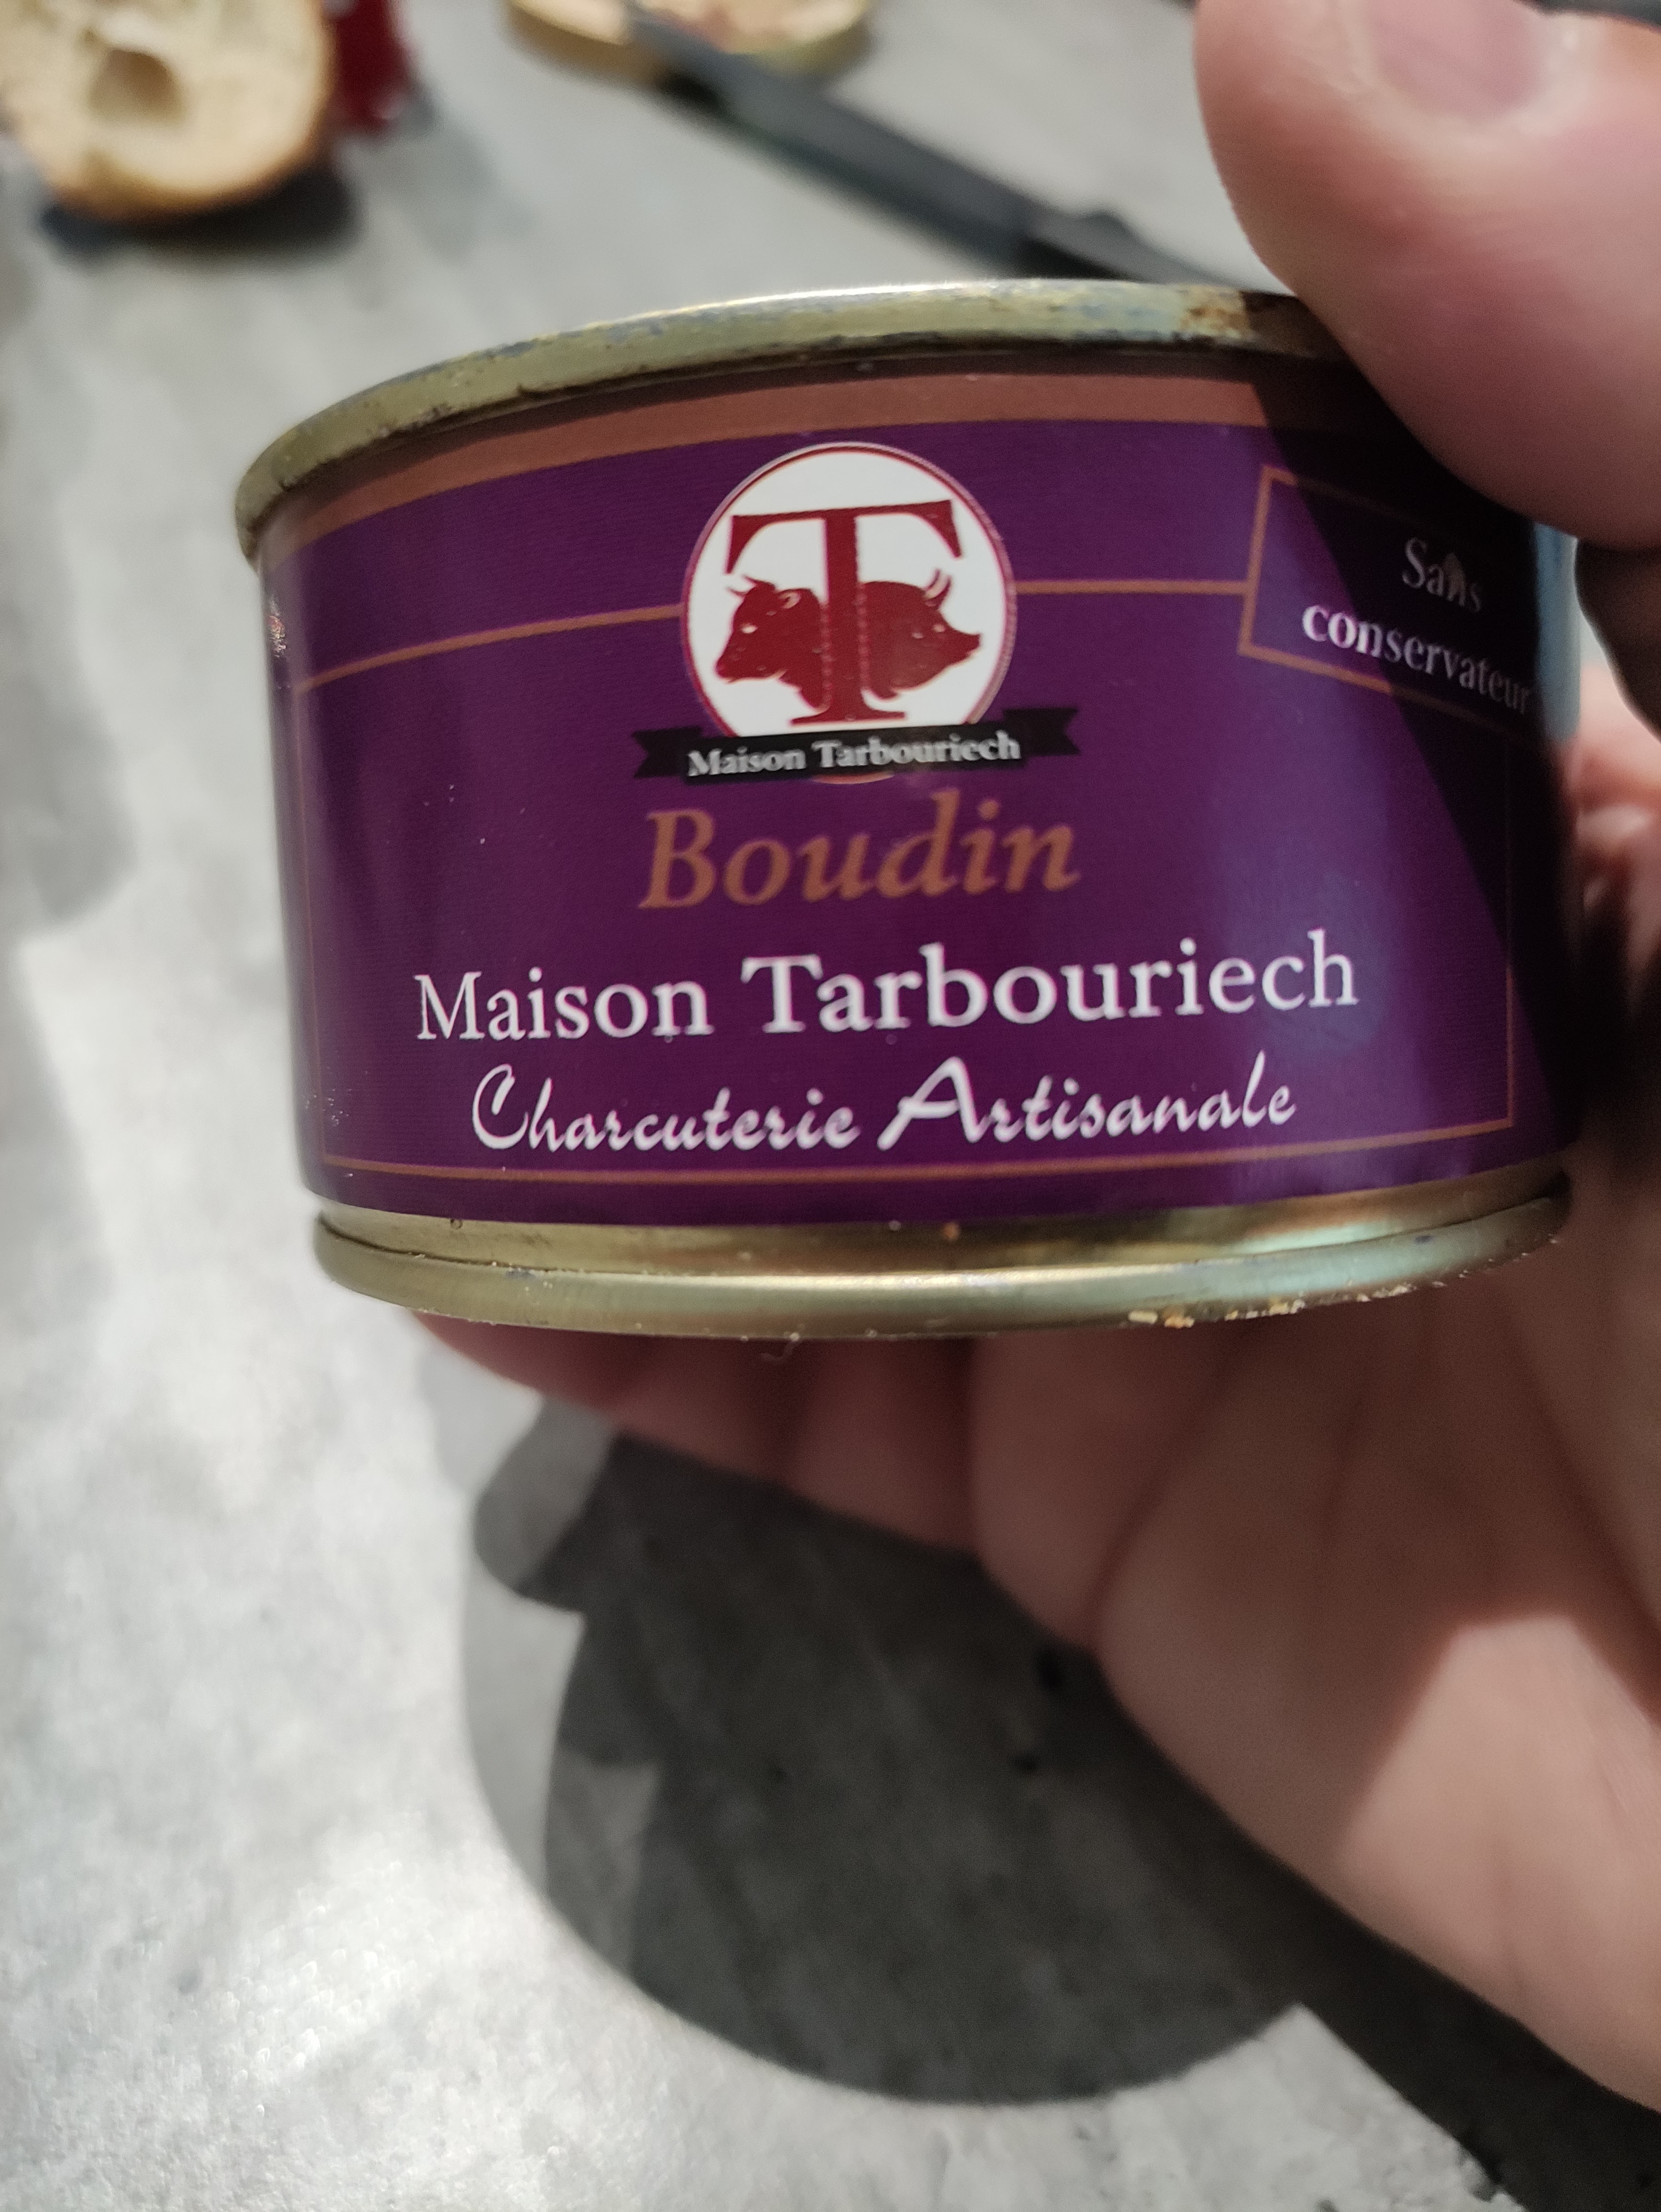 T
Maison Tarbouriech
Sans
conservateur
Boudin
Maison Tarbouriech
Charcuterie Artisanale